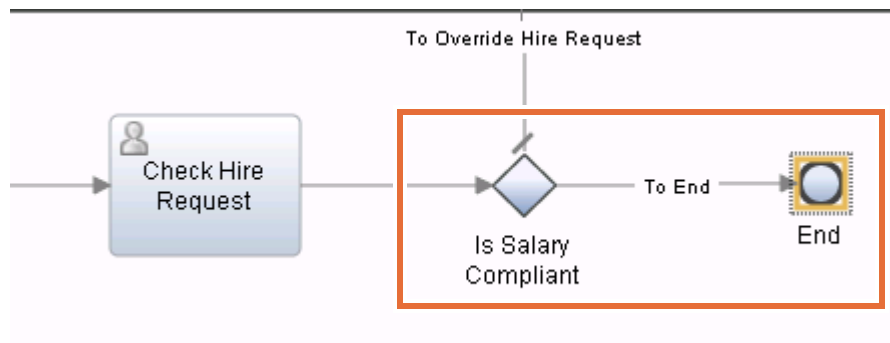 To Override Hire Request
Check Hire
Request
To End
Is Salary
Compliant
End